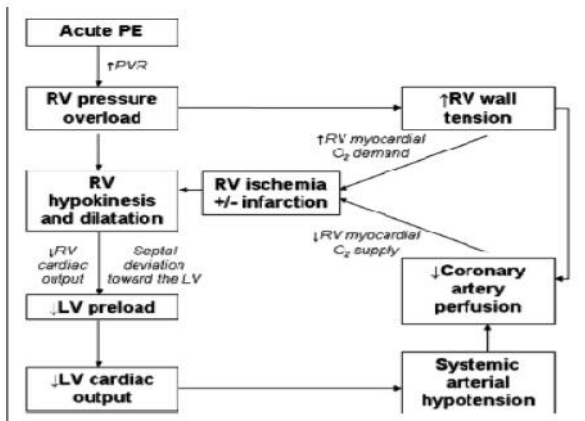 Acute PE
↑PVR
RV pressure
overload
↑RV wall
tension
↑RV myocardial
O₂ demand
RV
hypokinesis
and dilatation
RV ischemia
+/- infarction
↓RV myocardial
O₂ supply
↓RV
cardiac
output
Septal
deviation
toward the LV
↓Coronary
artery
perfusion
↓LV preload
↓LV cardiac
output
Systemic
arterial
hypotension